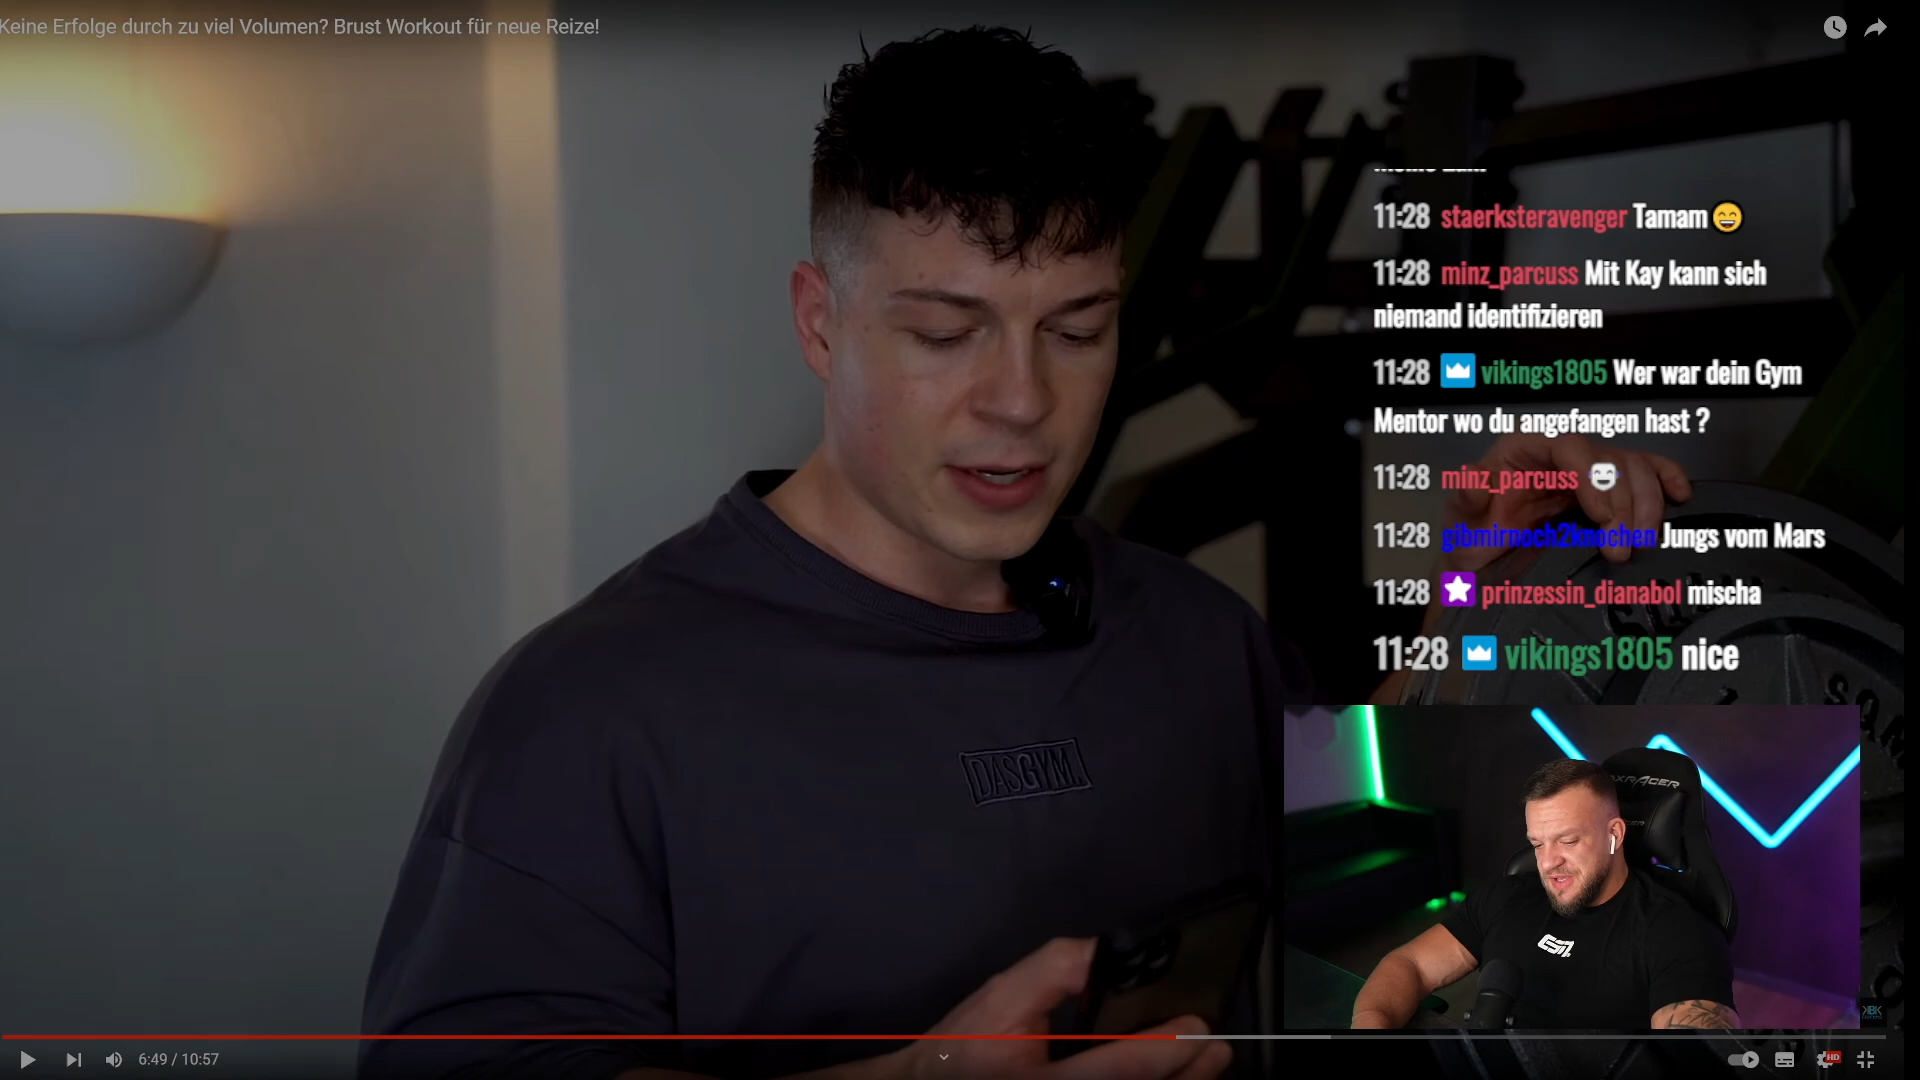 Keine Erfolge durch zu viel Volumen? Brust Workout für neue Reize!
11:28 staerksteravenger Tamam
11:28 minz_parcuss Mit Kay kann sich
niemand identifizieren
11:28 vikings1805 Wer war dein Gym
Mentor wo du angefangen hast ?
11:28 minz_parcuss
11:28 gibmirnoch2knochen Jungs vom Mars
11:28 prinzessin_dianabol mischa
11:28 vikings1805 nice
DASGYM.
DXRACER
KBK
6:49 / 10:57
HD